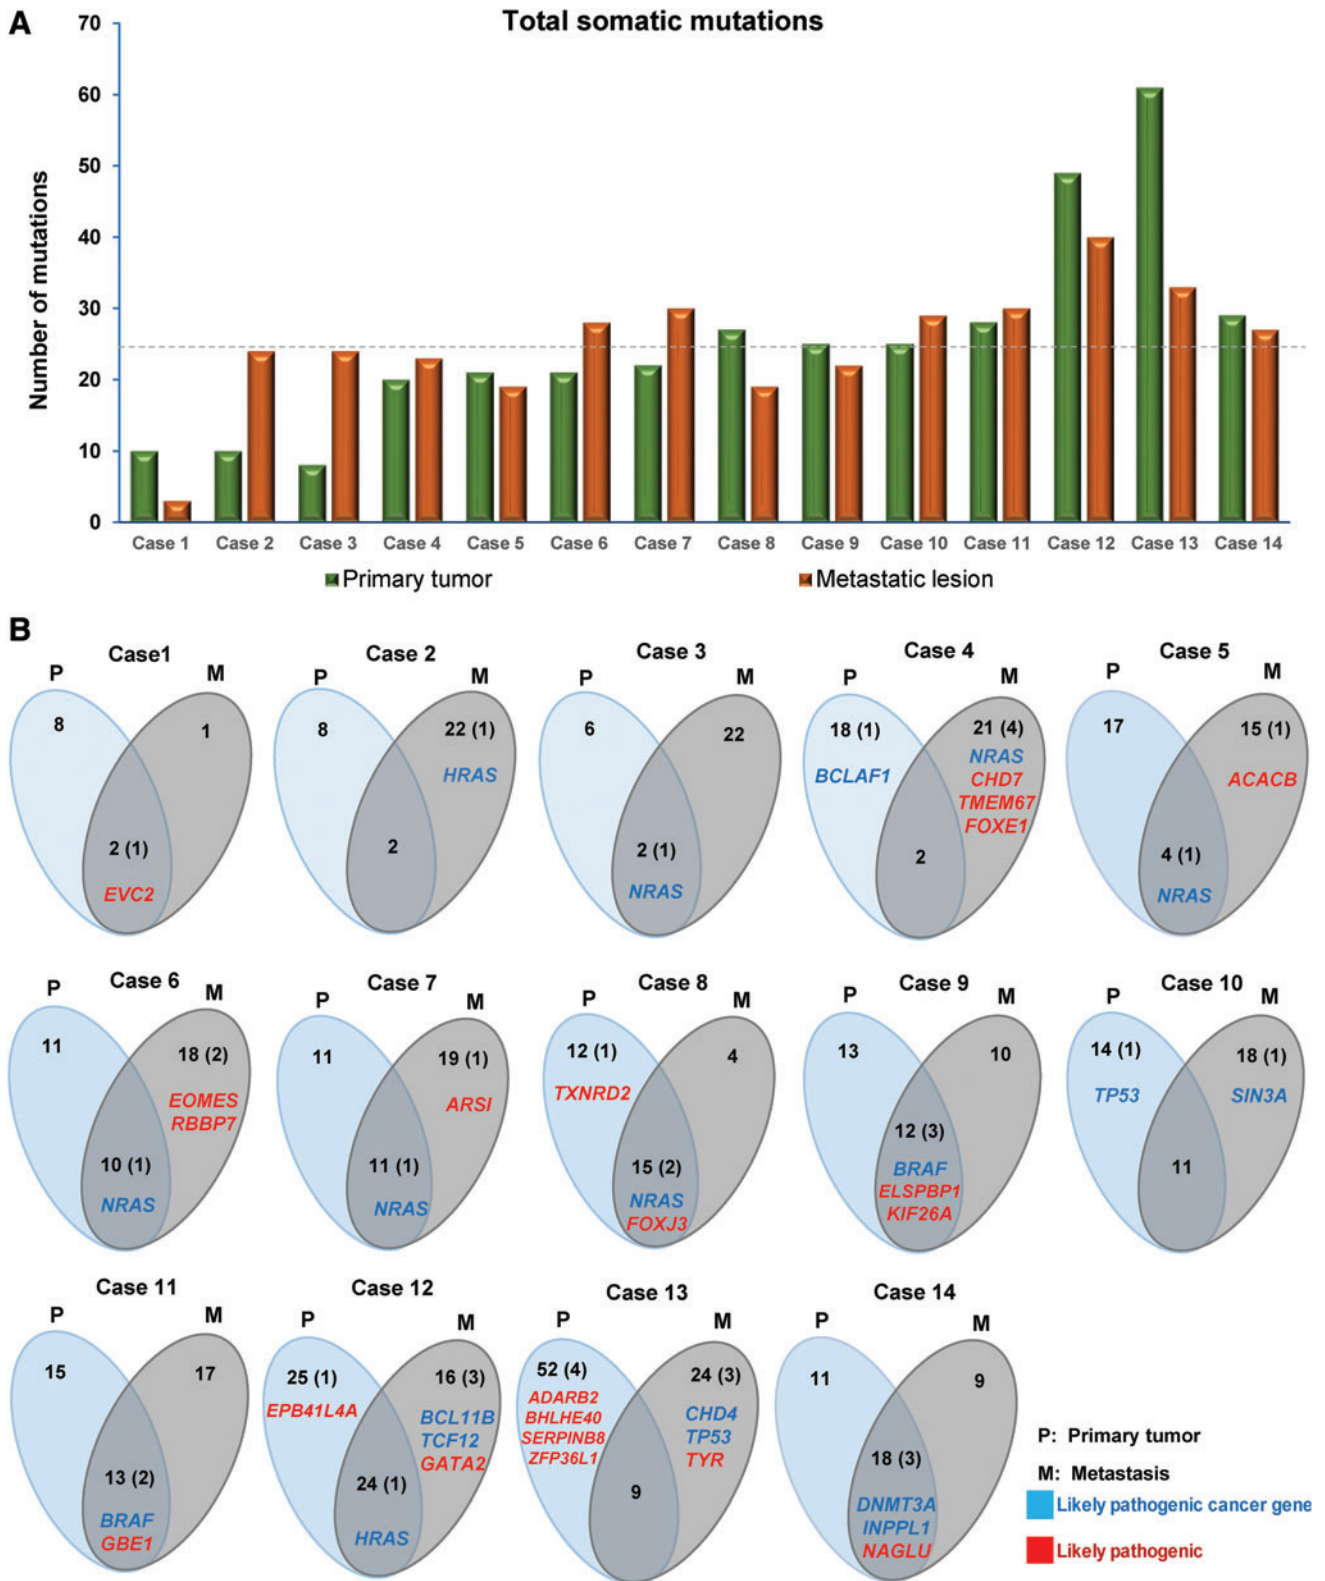 A
Total somatic mutations
Number of mutations
70
60
50
40
30
20
10
0
Case 1 Case 2 Case 3 Case 4 Case 5 Case 6 Case 7 Case 8 Case 9 Case 10 Case 11 Case 12 Case 13 Case 14
Primary tumor Metastatic lesion
B
Case1
P M
8
1
2 (1)
EVC2
Case 2
P M
8
22 (1)
HRAS
2
Case 3
P M
6
22
2 (1)
NRAS
Case 4
P M
18 (1)
BCLAF1
21 (4)
NRAS
CHD7
TMEM67
FOXE1
2
Case 5
P M
17
15 (1)
ACACB
4 (1)
NRAS
Case 6
P M
11
18 (2)
EOMES
RBBP7
10 (1)
NRAS
Case 7
P M
11
19 (1)
ARSI
11 (1)
NRAS
Case 8
P M
12 (1)
TXNRD2
4
15 (2)
NRAS
FOXJ3
Case 9
P M
13
10
12 (3)
BRAF
ELSPBP1
KIF26A
Case 10
P M
14 (1)
TP53
18 (1)
SIN3A
11
Case 11
P M
15
17
13 (2)
BRAF
GBE1
Case 12
P M
25 (1)
EPB41L4A
16 (3)
BCL11B
TCF12
GATA2
24 (1)
HRAS
Case 13
P M
52 (4)
ADARB2
BHLHE40
SERPINB8
ZFP36L1
24 (3)
CHD4
TP53
TYR
9
Case 14
P M
11
9
18 (3)
DNMT3A
INPPL1
NAGLU
P: Primary tumor
M: Metastasis
Likely pathogenic cancer gene
Likely pathogenic